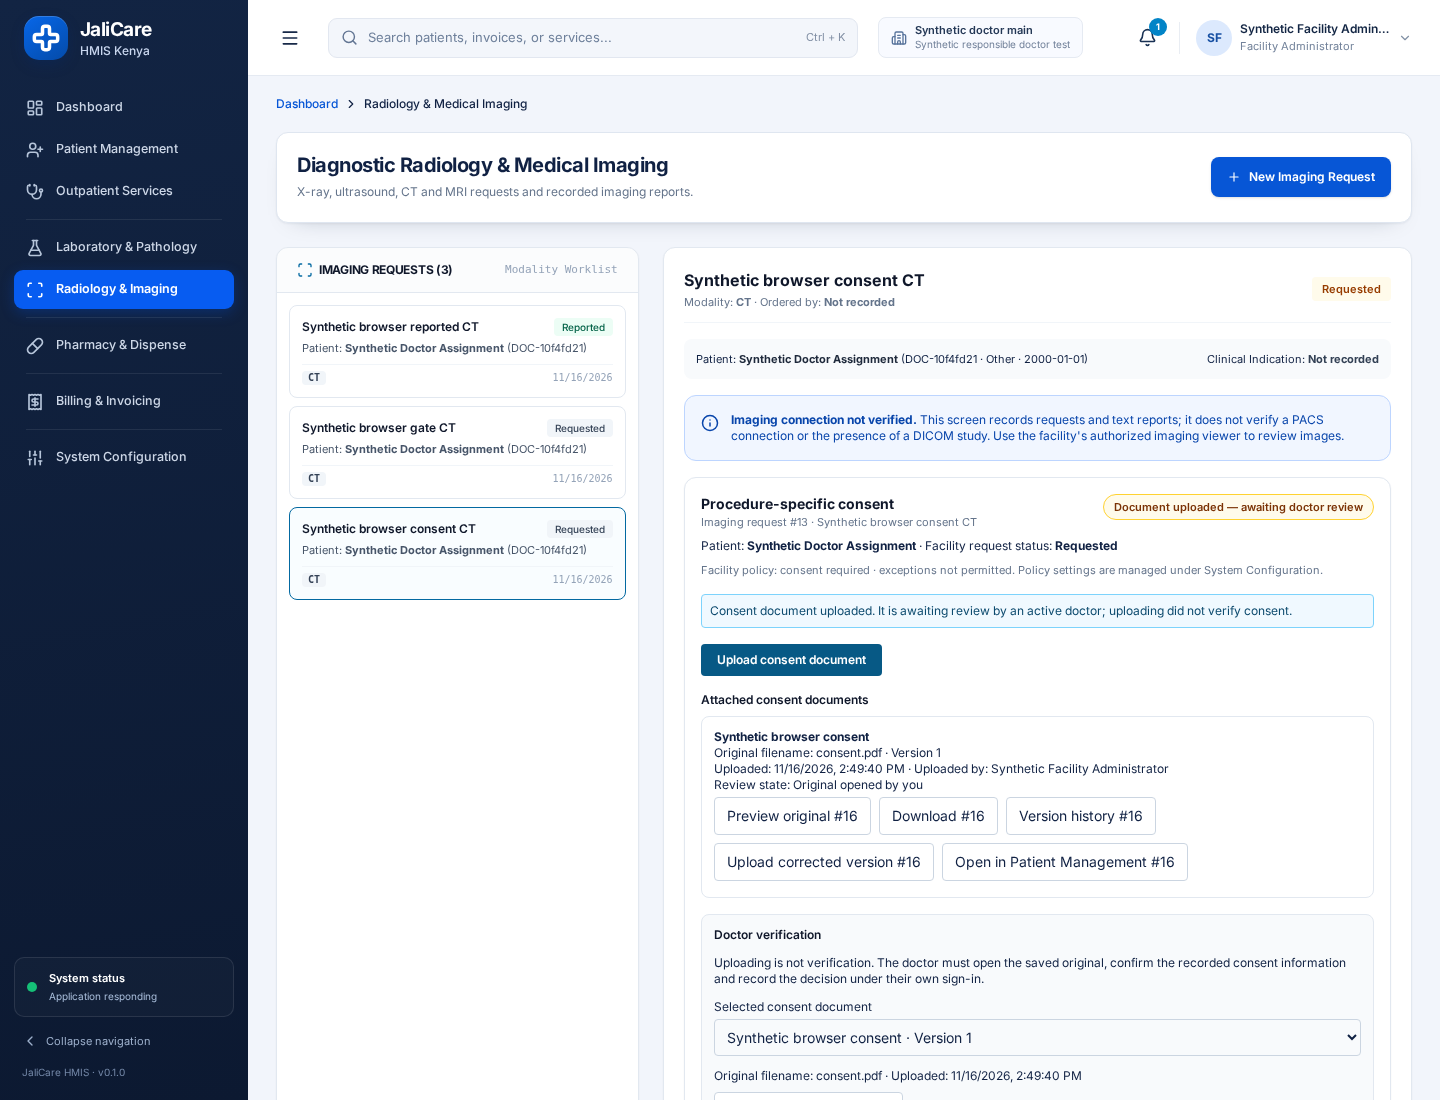 JaliCare
HMIS Kenya
Dashboard
Patient Management
Outpatient Services
Laboratory & Pathology
Radiology & Imaging
Pharmacy & Dispense
Billing & Invoicing
System Configuration
System status
Application responding
Collapse navigation
JaliCare HMIS · v0.1.0
Search patients, invoices, or services...
Ctrl + K
Synthetic doctor main
Synthetic responsible doctor test
1
SF
Synthetic Facility Admin...
Facility Administrator
Dashboard > Radiology & Medical Imaging
Diagnostic Radiology & Medical Imaging
X-ray, ultrasound, CT and MRI requests and recorded imaging reports.
New Imaging Request
IMAGING REQUESTS (3)
Modality Worklist
Synthetic browser reported CT
Reported
Patient: Synthetic Doctor Assignment (DOC-10f4fd21)
CT
11/16/2026
Synthetic browser gate CT
Requested
Patient: Synthetic Doctor Assignment (DOC-10f4fd21)
CT
11/16/2026
Synthetic browser consent CT
Requested
Patient: Synthetic Doctor Assignment (DOC-10f4fd21)
CT
11/16/2026
Synthetic browser consent CT
Modality: CT · Ordered by: Not recorded
Requested
Patient: Synthetic Doctor Assignment (DOC-10f4fd21 · Other · 2000-01-01)
Clinical Indication: Not recorded
Imaging connection not verified. This screen records requests and text reports; it does not verify a PACS
connection or the presence of a DICOM study. Use the facility's authorized imaging viewer to review images.
Procedure-specific consent
Imaging request #13 · Synthetic browser consent CT
Document uploaded — awaiting doctor review
Patient: Synthetic Doctor Assignment · Facility request status: Requested
Facility policy: consent required · exceptions not permitted. Policy settings are managed under System Configuration.
Consent document uploaded. It is awaiting review by an active doctor; uploading did not verify consent.
Upload consent document
Attached consent documents
Synthetic browser consent
Original filename: consent.pdf · Version 1
Uploaded: 11/16/2026, 2:49:40 PM · Uploaded by: Synthetic Facility Administrator
Review state: Original opened by you
Preview original #16
Download #16
Version history #16
Upload corrected version #16
Open in Patient Management #16
Doctor verification
Uploading is not verification. The doctor must open the saved original, confirm the recorded consent information
and record the decision under their own sign-in.
Selected consent document
Synthetic browser consent · Version 1
Original filename: consent.pdf · Uploaded: 11/16/2026, 2:49:40 PM